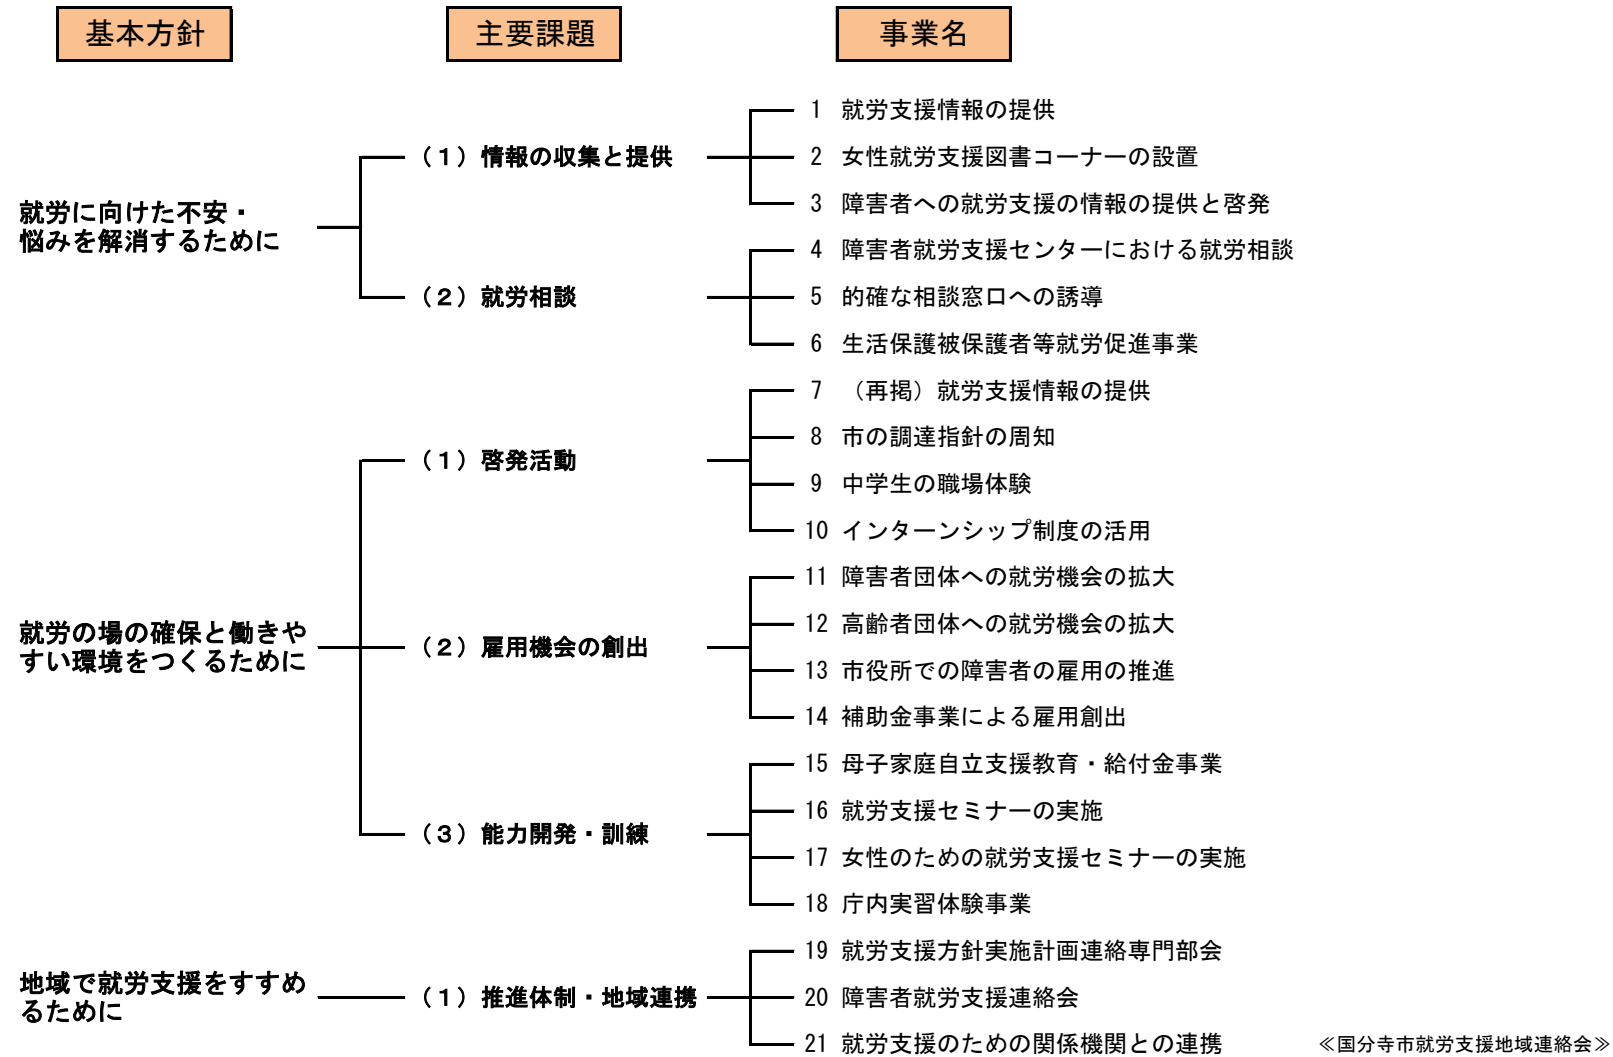 基本方針
主要課題
事業名
就労に向けた不安・
悩みを解消するために
（１）情報の収集と提供
1 就労支援情報の提供
2 女性就労支援図書コーナーの設置
3 障害者への就労支援の情報の提供と啓発
（２）就労相談
4 障害者就労支援センターにおける就労相談
5 的確な相談窓口への誘導
6 生活保護被保護者等就労促進事業
就労の場の確保と働きや
すい環境をつくるために
（１）啓発活動
7 （再掲）就労支援情報の提供
8 市の調達指針の周知
9 中学生の職場体験
10 インターンシップ制度の活用
（２）雇用機会の創出
11 障害者団体への就労機会の拡大
12 高齢者団体への就労機会の拡大
13 市役所での障害者の雇用の推進
14 補助金事業による雇用創出
（３）能力開発・訓練
15 母子家庭自立支援教育・給付金事業
16 就労支援セミナーの実施
17 女性のための就労支援セミナーの実施
18 庁内実習体験事業
地域で就労支援をすすめ
るために
（１）推進体制・地域連携
19 就労支援方針実施計画連絡専門部会
20 障害者就労支援連絡会
21 就労支援のための関係機関との連携
≪国分寺市就労支援地域連絡会≫